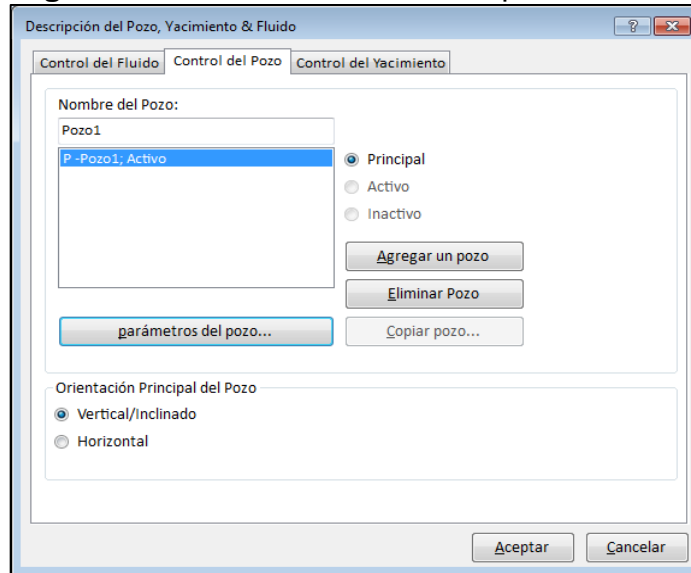 Descripción del Pozo, Yacimiento & Fluido
Control del Fluido Control del Pozo Control del Yacimiento
Nombre del Pozo:
Pozo1
P -Pozo1; Activo
Principal
Activo
Inactivo
Agregar un pozo
Eliminar Pozo
parámetros del pozo...
Copiar pozo...
Orientación Principal del Pozo
Vertical/Inclinado
Horizontal
Aceptar Cancelar